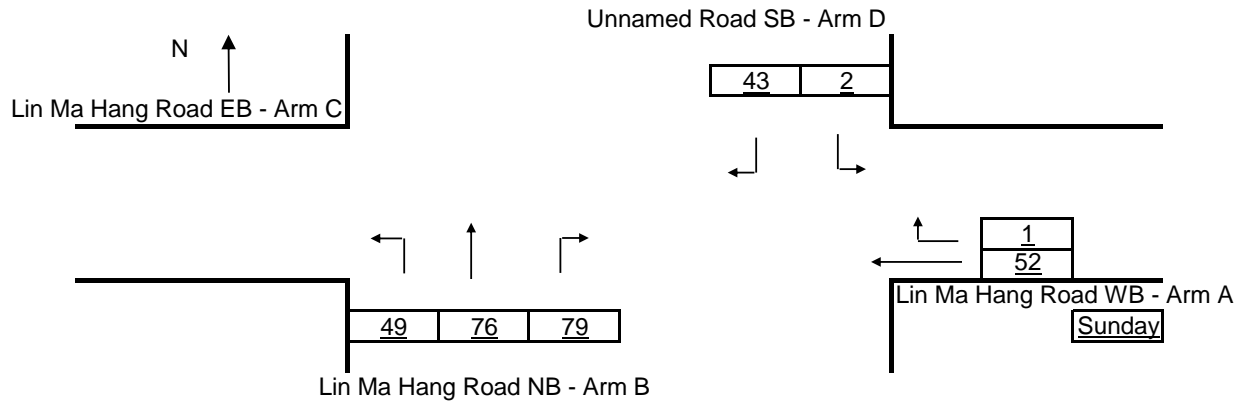 Unnamed Road SB - Arm D
N
43 2
Lin Ma Hang Road EB - Arm C
1
52
Lin Ma Hang Road WB - Arm A
Sunday
49 76 79
Lin Ma Hang Road NB - Arm B